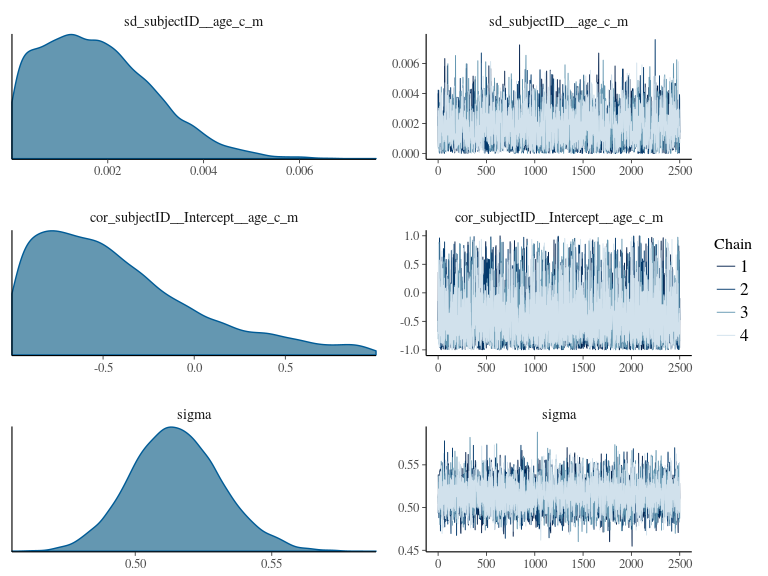 sd_subjectID__age_c_m
0.002 0.004 0.006
sd_subjectID__age_c_m
0.006
0.004
0.002
0.000
0 500 1000 1500 2000 2500
cor_subjectID__Intercept__age_c_m
-0.5 0.0 0.5
cor_subjectID__Intercept__age_c_m
1.0
0.5
0.0
-0.5
-1.0
0 500 1000 1500 2000 2500
Chain
1
2
3
4
sigma
0.50 0.55
sigma
0.55
0.50
0.45
0 500 1000 1500 2000 2500